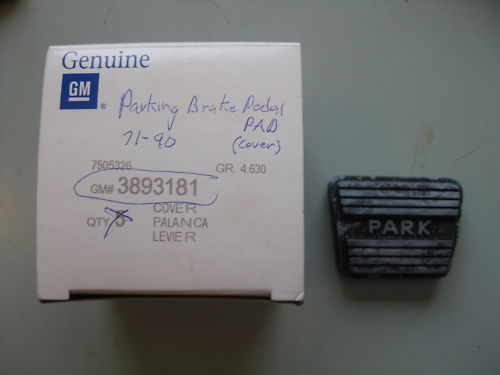 Genuine
GM ®
Parking Brake Pedal
PAD
71-90
(cover)
7505326
GR. 4.630
GM# 3893181
QTY 5
COVER
PALANCA
LEVIER
PARK